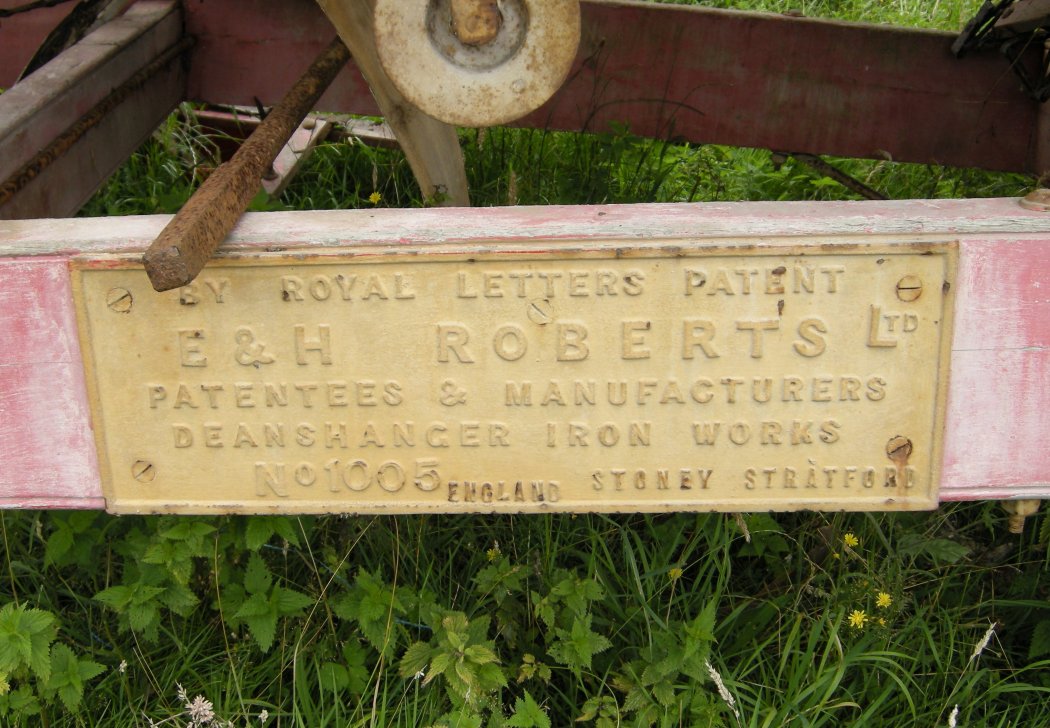 BY ROYAL LETTERS PATENT
E & H ROBERTS LTD
PATENTEES & MANUFACTURERS
DEANSHANGER IRON WORKS
No 1005 ENGLAND STONEY STRATFORD